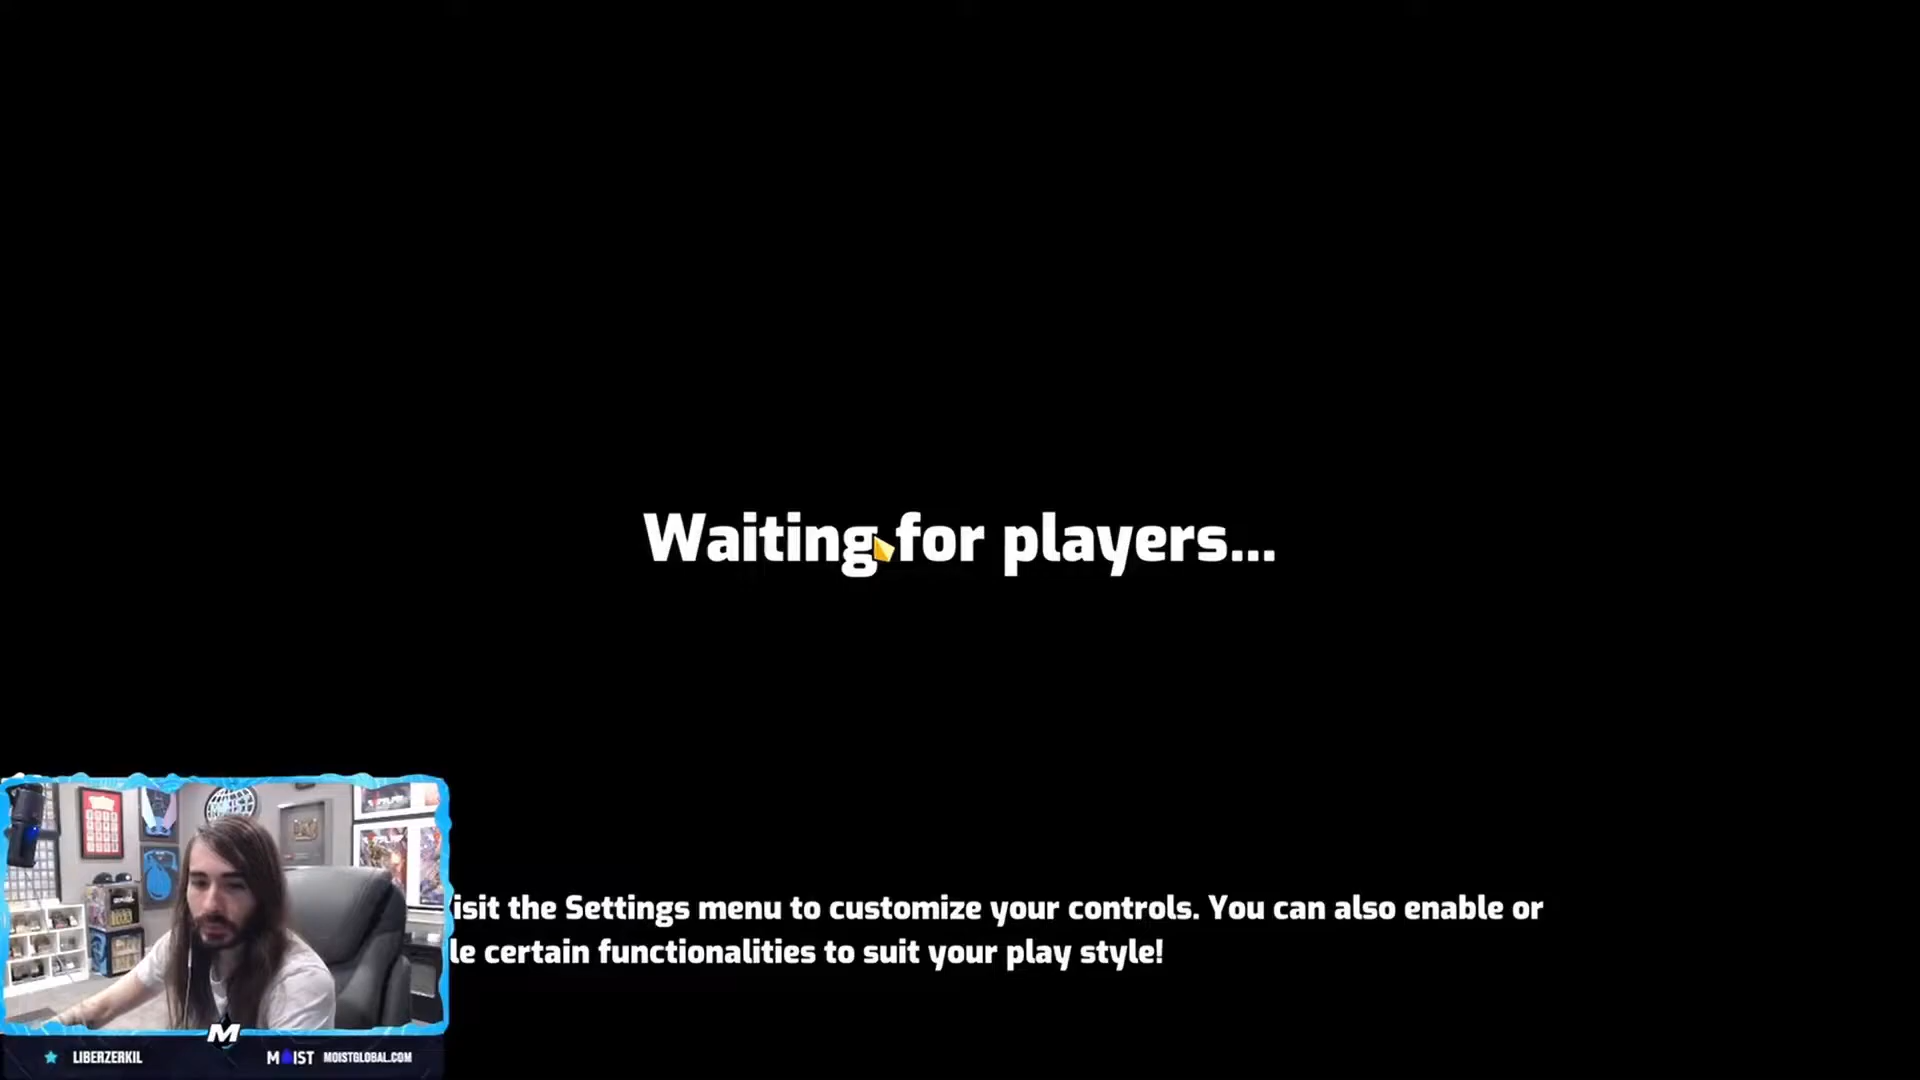 Waiting for players...
isit the Settings menu to customize your controls. You can also enable or
le certain functionalities to suit your play style!
M
LIBERZERKIL
MOIST MOISTGLOBAL.COM